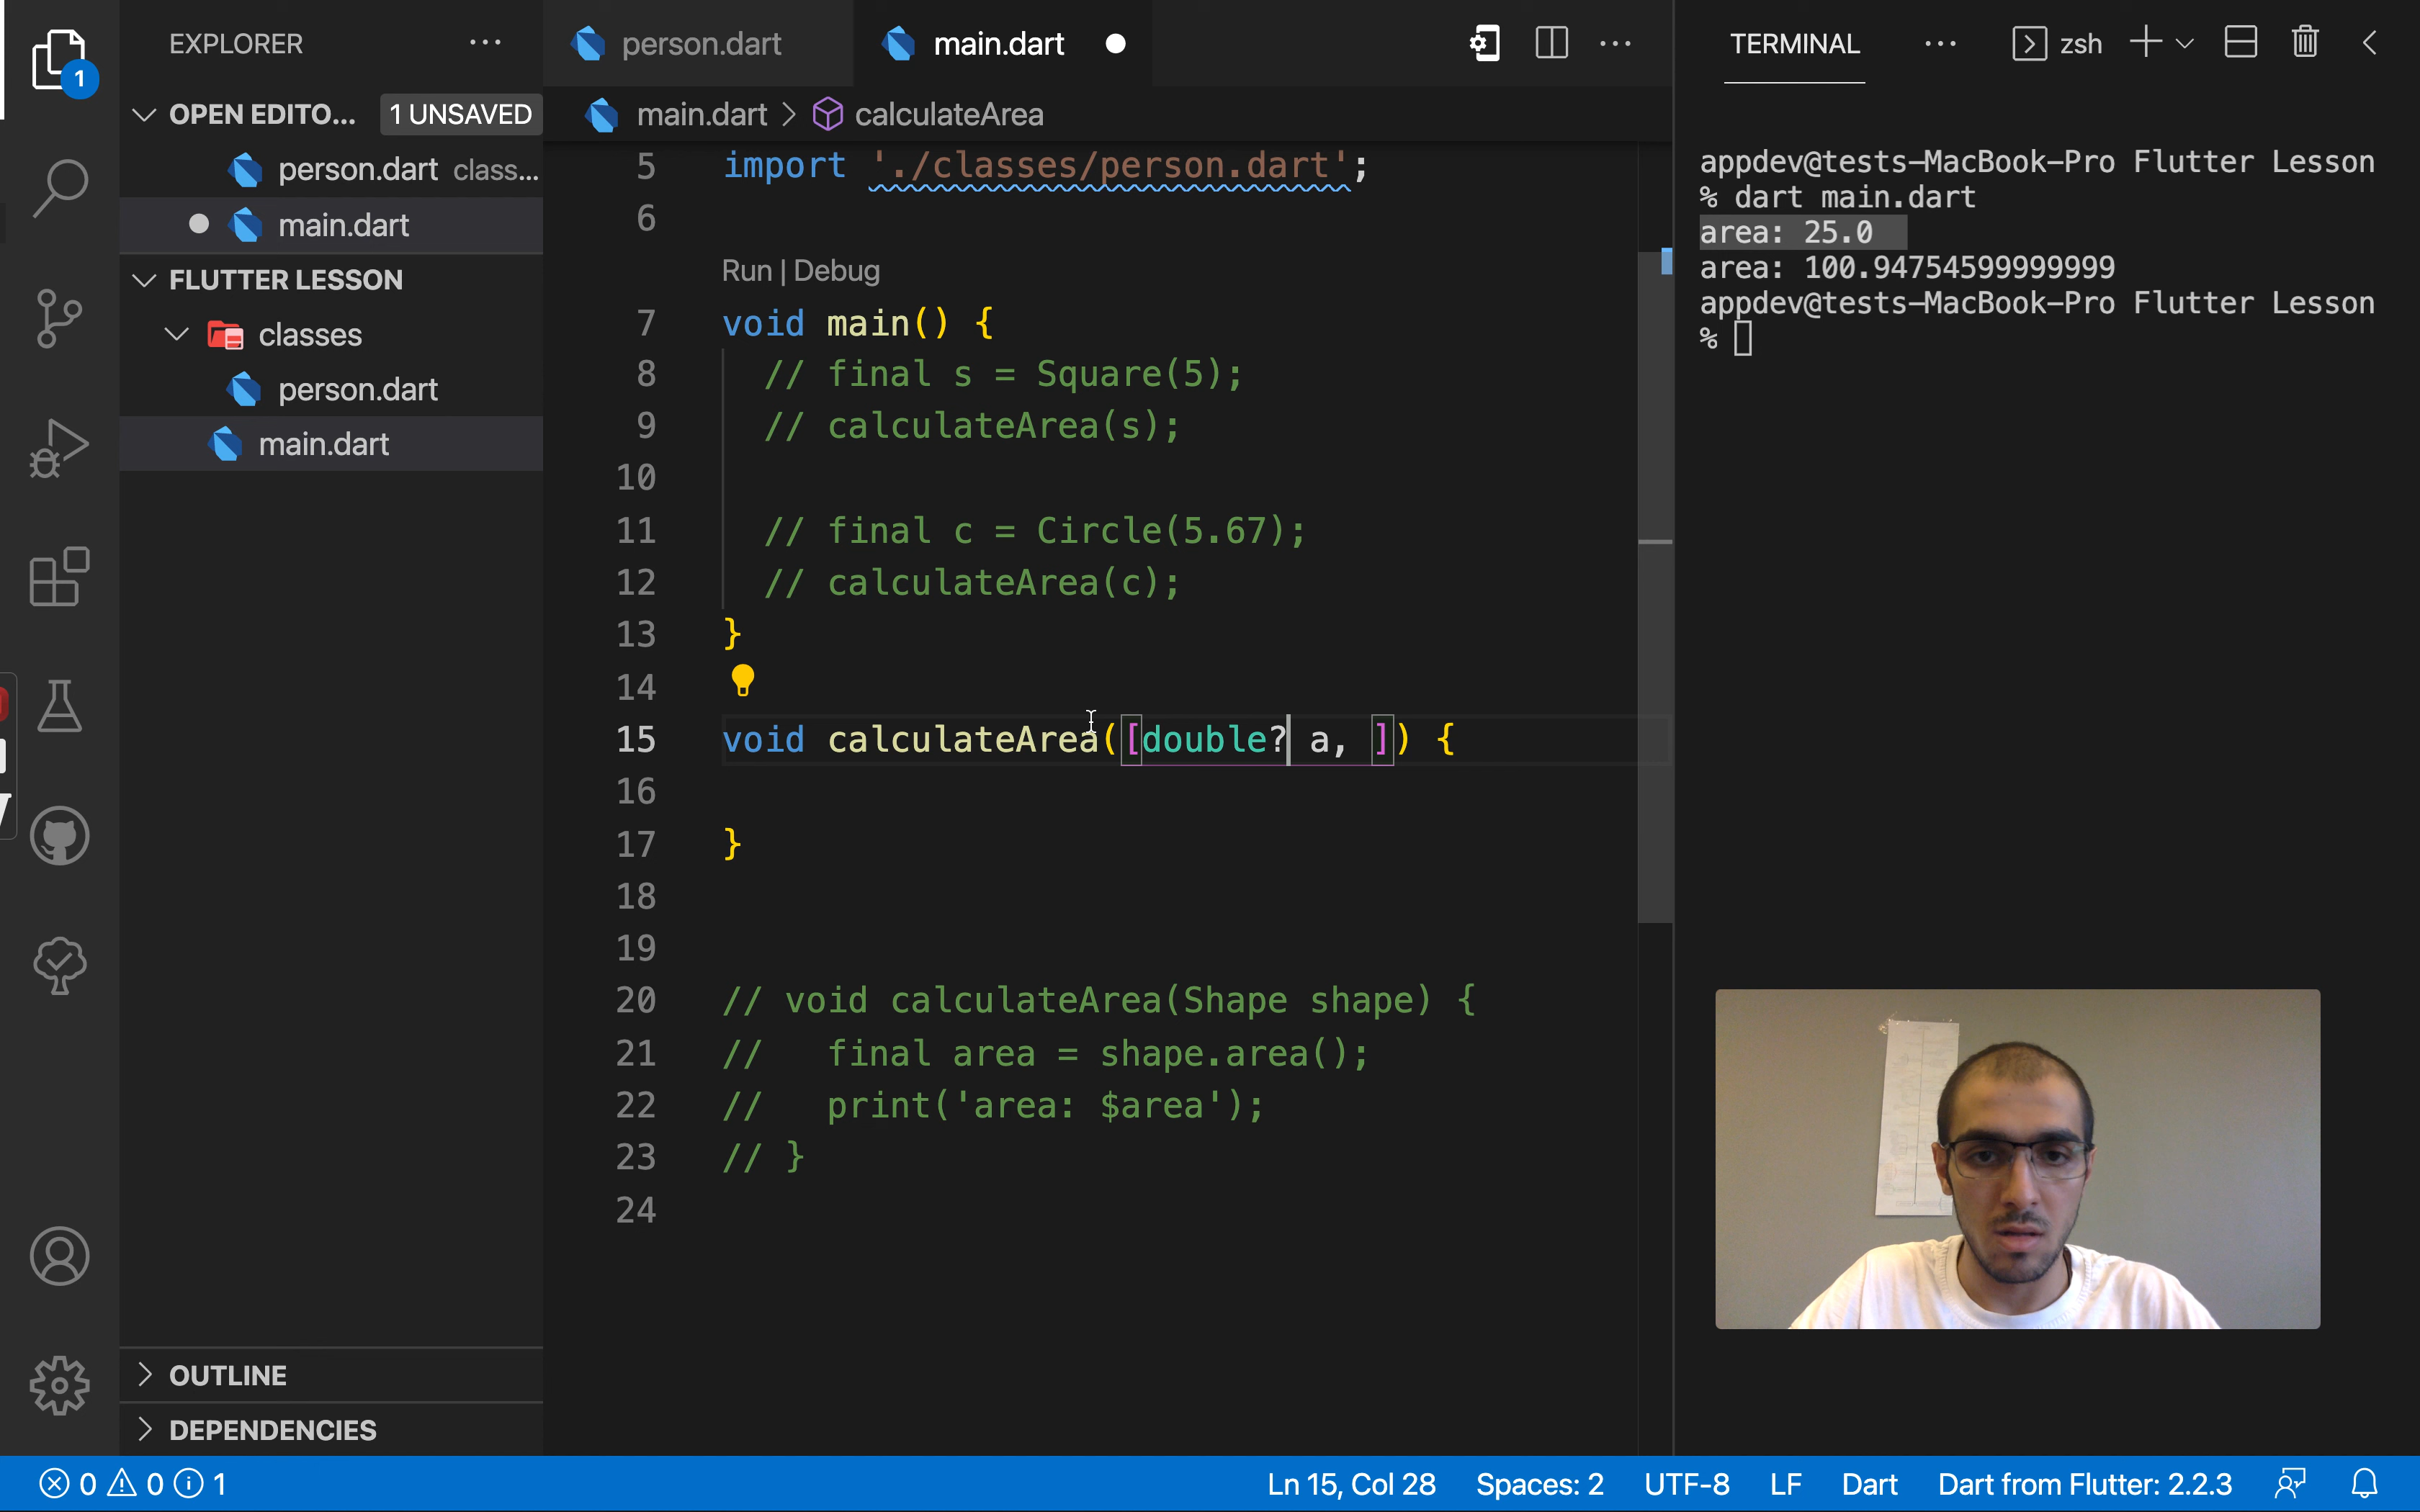 EXPLORER
OPEN EDITO... 1 UNSAVED
person.dart class...
main.dart
FLUTTER LESSON
classes
person.dart
main.dart
OUTLINE
DEPENDENCIES
1
person.dart
main.dart
main.dart > calculateArea
5 import './classes/person.dart';
6
Run | Debug
7 void main() {
8 // final s = Square(5);
9 // calculateArea(s);
10
11 // final c = Circle(5.67);
12 // calculateArea(c);
13 }
14
15 void calculateArea([double? a, ]) {
16
17 }
18
19
20 // void calculateArea(Shape shape) {
21 // final area = shape.area();
22 // print('area: $area');
23 // }
24
TERMINAL
zsh
appdev@tests-MacBook-Pro Flutter Lesson
% dart main.dart
area: 25.0
area: 100.94754599999999
appdev@tests-MacBook-Pro Flutter Lesson
%
0 0 1
Ln 15, Col 28 Spaces: 2 UTF-8 LF Dart Dart from Flutter: 2.2.3